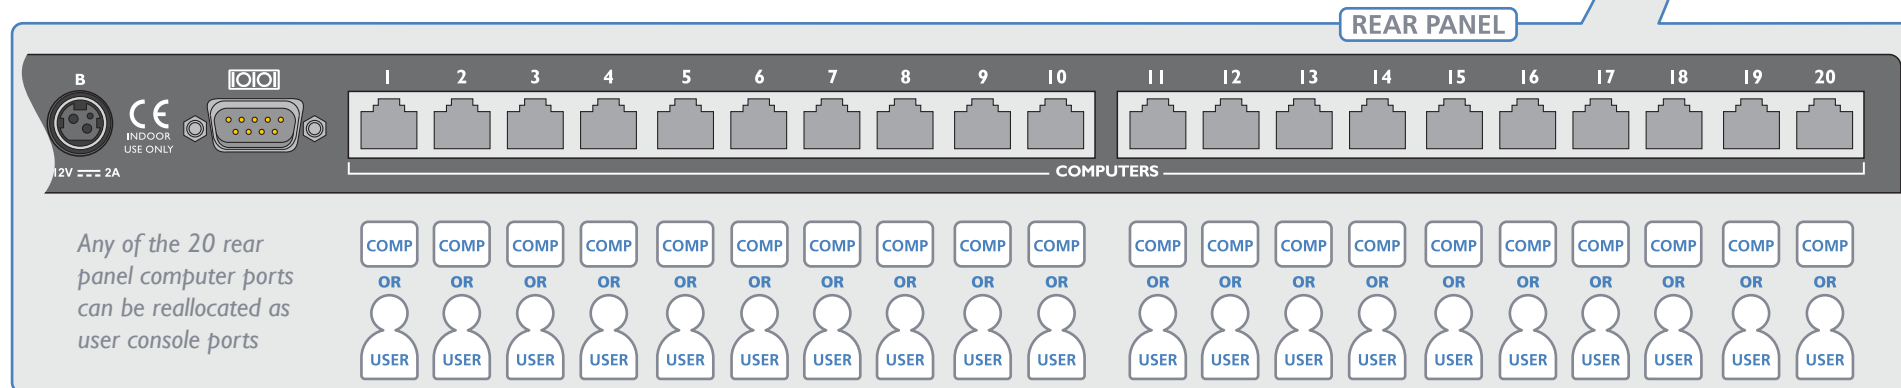 REAR PANEL
B
IOIOI
1 2 3 4 5 6 7 8 9 10 11 12 13 14 15 16 17 18 19 20
CE
INDOOR
USE ONLY
12V 2A
COMPUTERS
Any of the 20 rear
panel computer ports
can be reallocated as
user console ports
COMP COMP COMP COMP COMP COMP COMP COMP COMP COMP COMP COMP COMP COMP COMP COMP COMP COMP COMP COMP
OR OR OR OR OR OR OR OR OR OR OR OR OR OR OR OR OR OR OR OR
USER USER USER USER USER USER USER USER USER USER USER USER USER USER USER USER USER USER USER USER